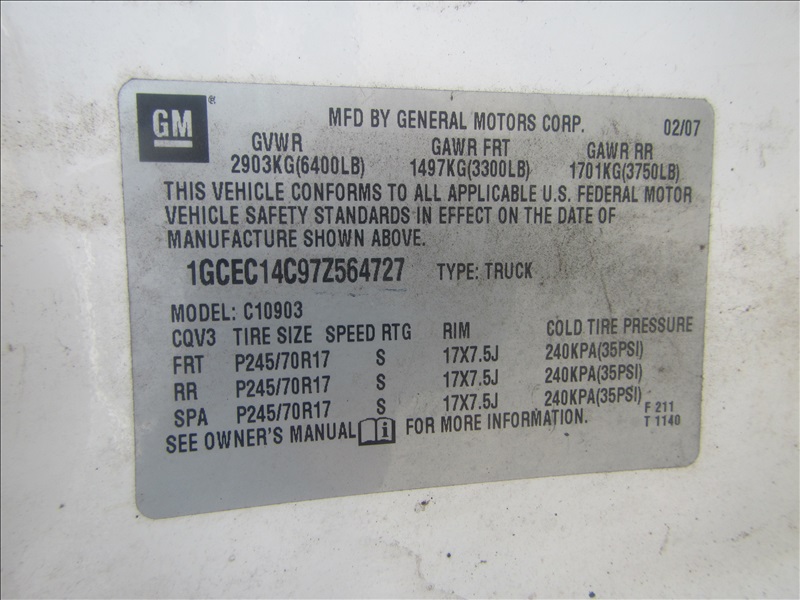 GM®
MFD BY GENERAL MOTORS CORP. 02/07
GVWR GAWR FRT GAWR RR
2903KG(6400LB) 1497KG(3300LB) 1701KG(3750LB)
THIS VEHICLE CONFORMS TO ALL APPLICABLE U.S. FEDERAL MOTOR
VEHICLE SAFETY STANDARDS IN EFFECT ON THE DATE OF
MANUFACTURE SHOWN ABOVE.
1GCEC14C97Z564727 TYPE: TRUCK
MODEL: C10903
CQV3 TIRE SIZE SPEED RTG RIM COLD TIRE PRESSURE
FRT P245/70R17 S 17X7.5J 240KPA(35PSI)
RR P245/70R17 S 17X7.5J 240KPA(35PSI)
SPA P245/70R17 S 17X7.5J 240KPA(35PSI)
SEE OWNER'S MANUAL i FOR MORE INFORMATION.
F 211
T 1140